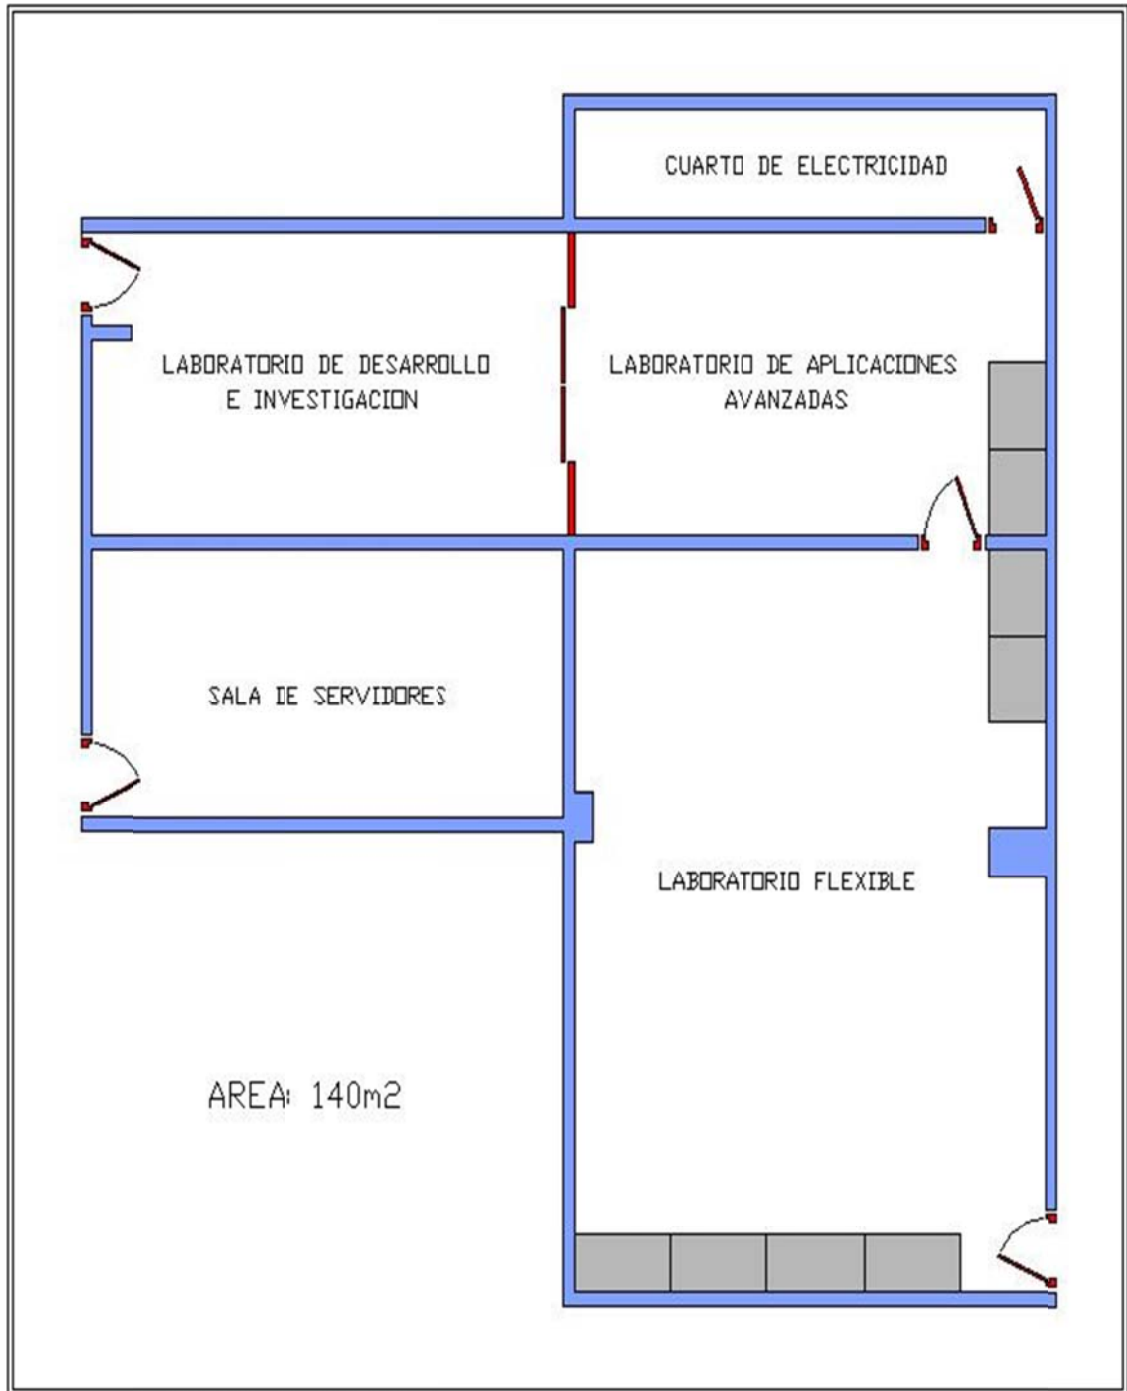 CUARTO DE ELECTRICIDAD
LABORATORIO DE DESARROLLO
E INVESTIGACION
LABORATORIO DE APLICACIONES
AVANZADAS
SALA DE SERVIDORES
LABORATORIO FLEXIBLE
AREA: 140m2